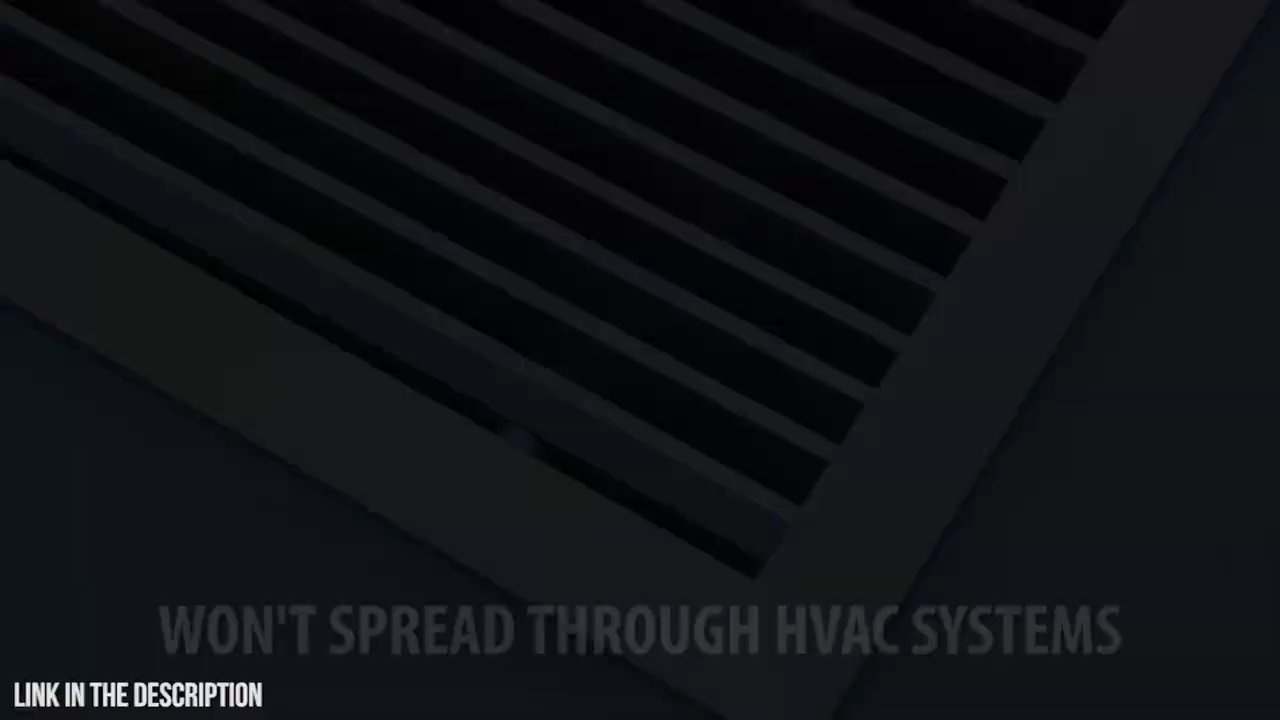 WON'T SPREAD THROUGH HVAC SYSTEMS
LINK IN THE DESCRIPTION